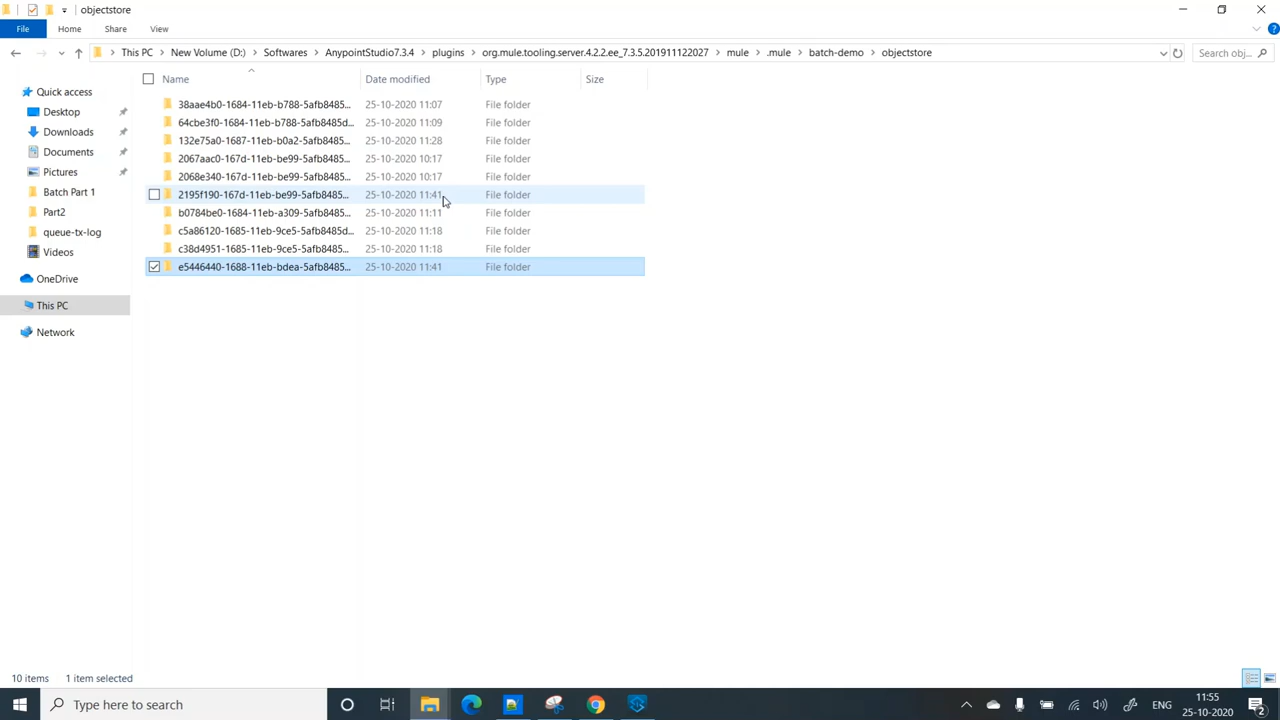 objectstore
File Home Share View
This PC New Volume (D:) Softwares AnypointStudio7.3.4 plugins org.mule.tooling.server.4.2.2.ee_7.3.5.201911122027 mule .mule batch-demo objectstore
Search obj...
Name Date modified Type Size
Quick access
Desktop
Downloads
Documents
Pictures
Batch Part 1
Part2
queue-tx-log
Videos
OneDrive
This PC
Network
38aae4b0-1684-11eb-b788-5afb8485... 25-10-2020 11:07 File folder
64cbe3f0-1684-11eb-b788-5afb8485d... 25-10-2020 11:09 File folder
132e75a0-1687-11eb-b0a2-5afb8485... 25-10-2020 11:28 File folder
2067aac0-167d-11eb-be99-5afb8485... 25-10-2020 10:17 File folder
2068e340-167d-11eb-be99-5afb8485... 25-10-2020 10:17 File folder
2195f190-167d-11eb-be99-5afb8485... 25-10-2020 11:41 File folder
b0784be0-1684-11eb-a309-5afb8485... 25-10-2020 11:11 File folder
c5a86120-1685-11eb-9ce5-5afb8485d... 25-10-2020 11:18 File folder
c38d4951-1685-11eb-9ce5-5afb8485... 25-10-2020 11:18 File folder
e5446440-1688-11eb-bdea-5afb8485... 25-10-2020 11:41 File folder
10 items 1 item selected
Type here to search
ENG
11:55
25-10-2020
2